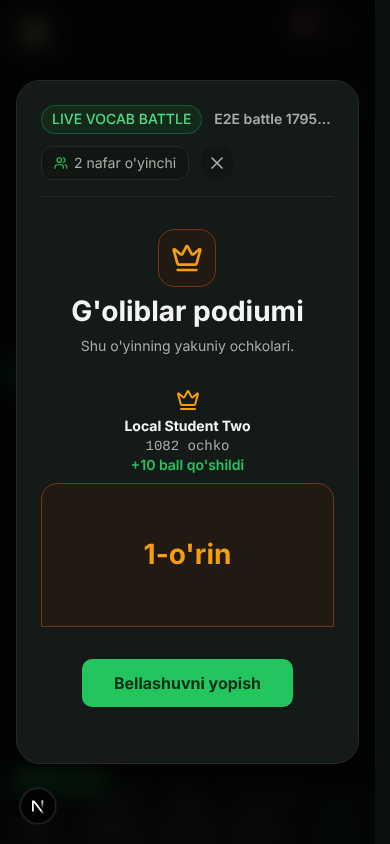 LIVE VOCAB BATTLE
E2E battle 1795...
2 nafar o'yinchi
G'oliblar podiumi
Shu o'yinning yakuniy ochkolari.
Local Student Two
1082 ochko
+10 ball qo'shildi
1-o'rin
Bellashuvni yopish
N